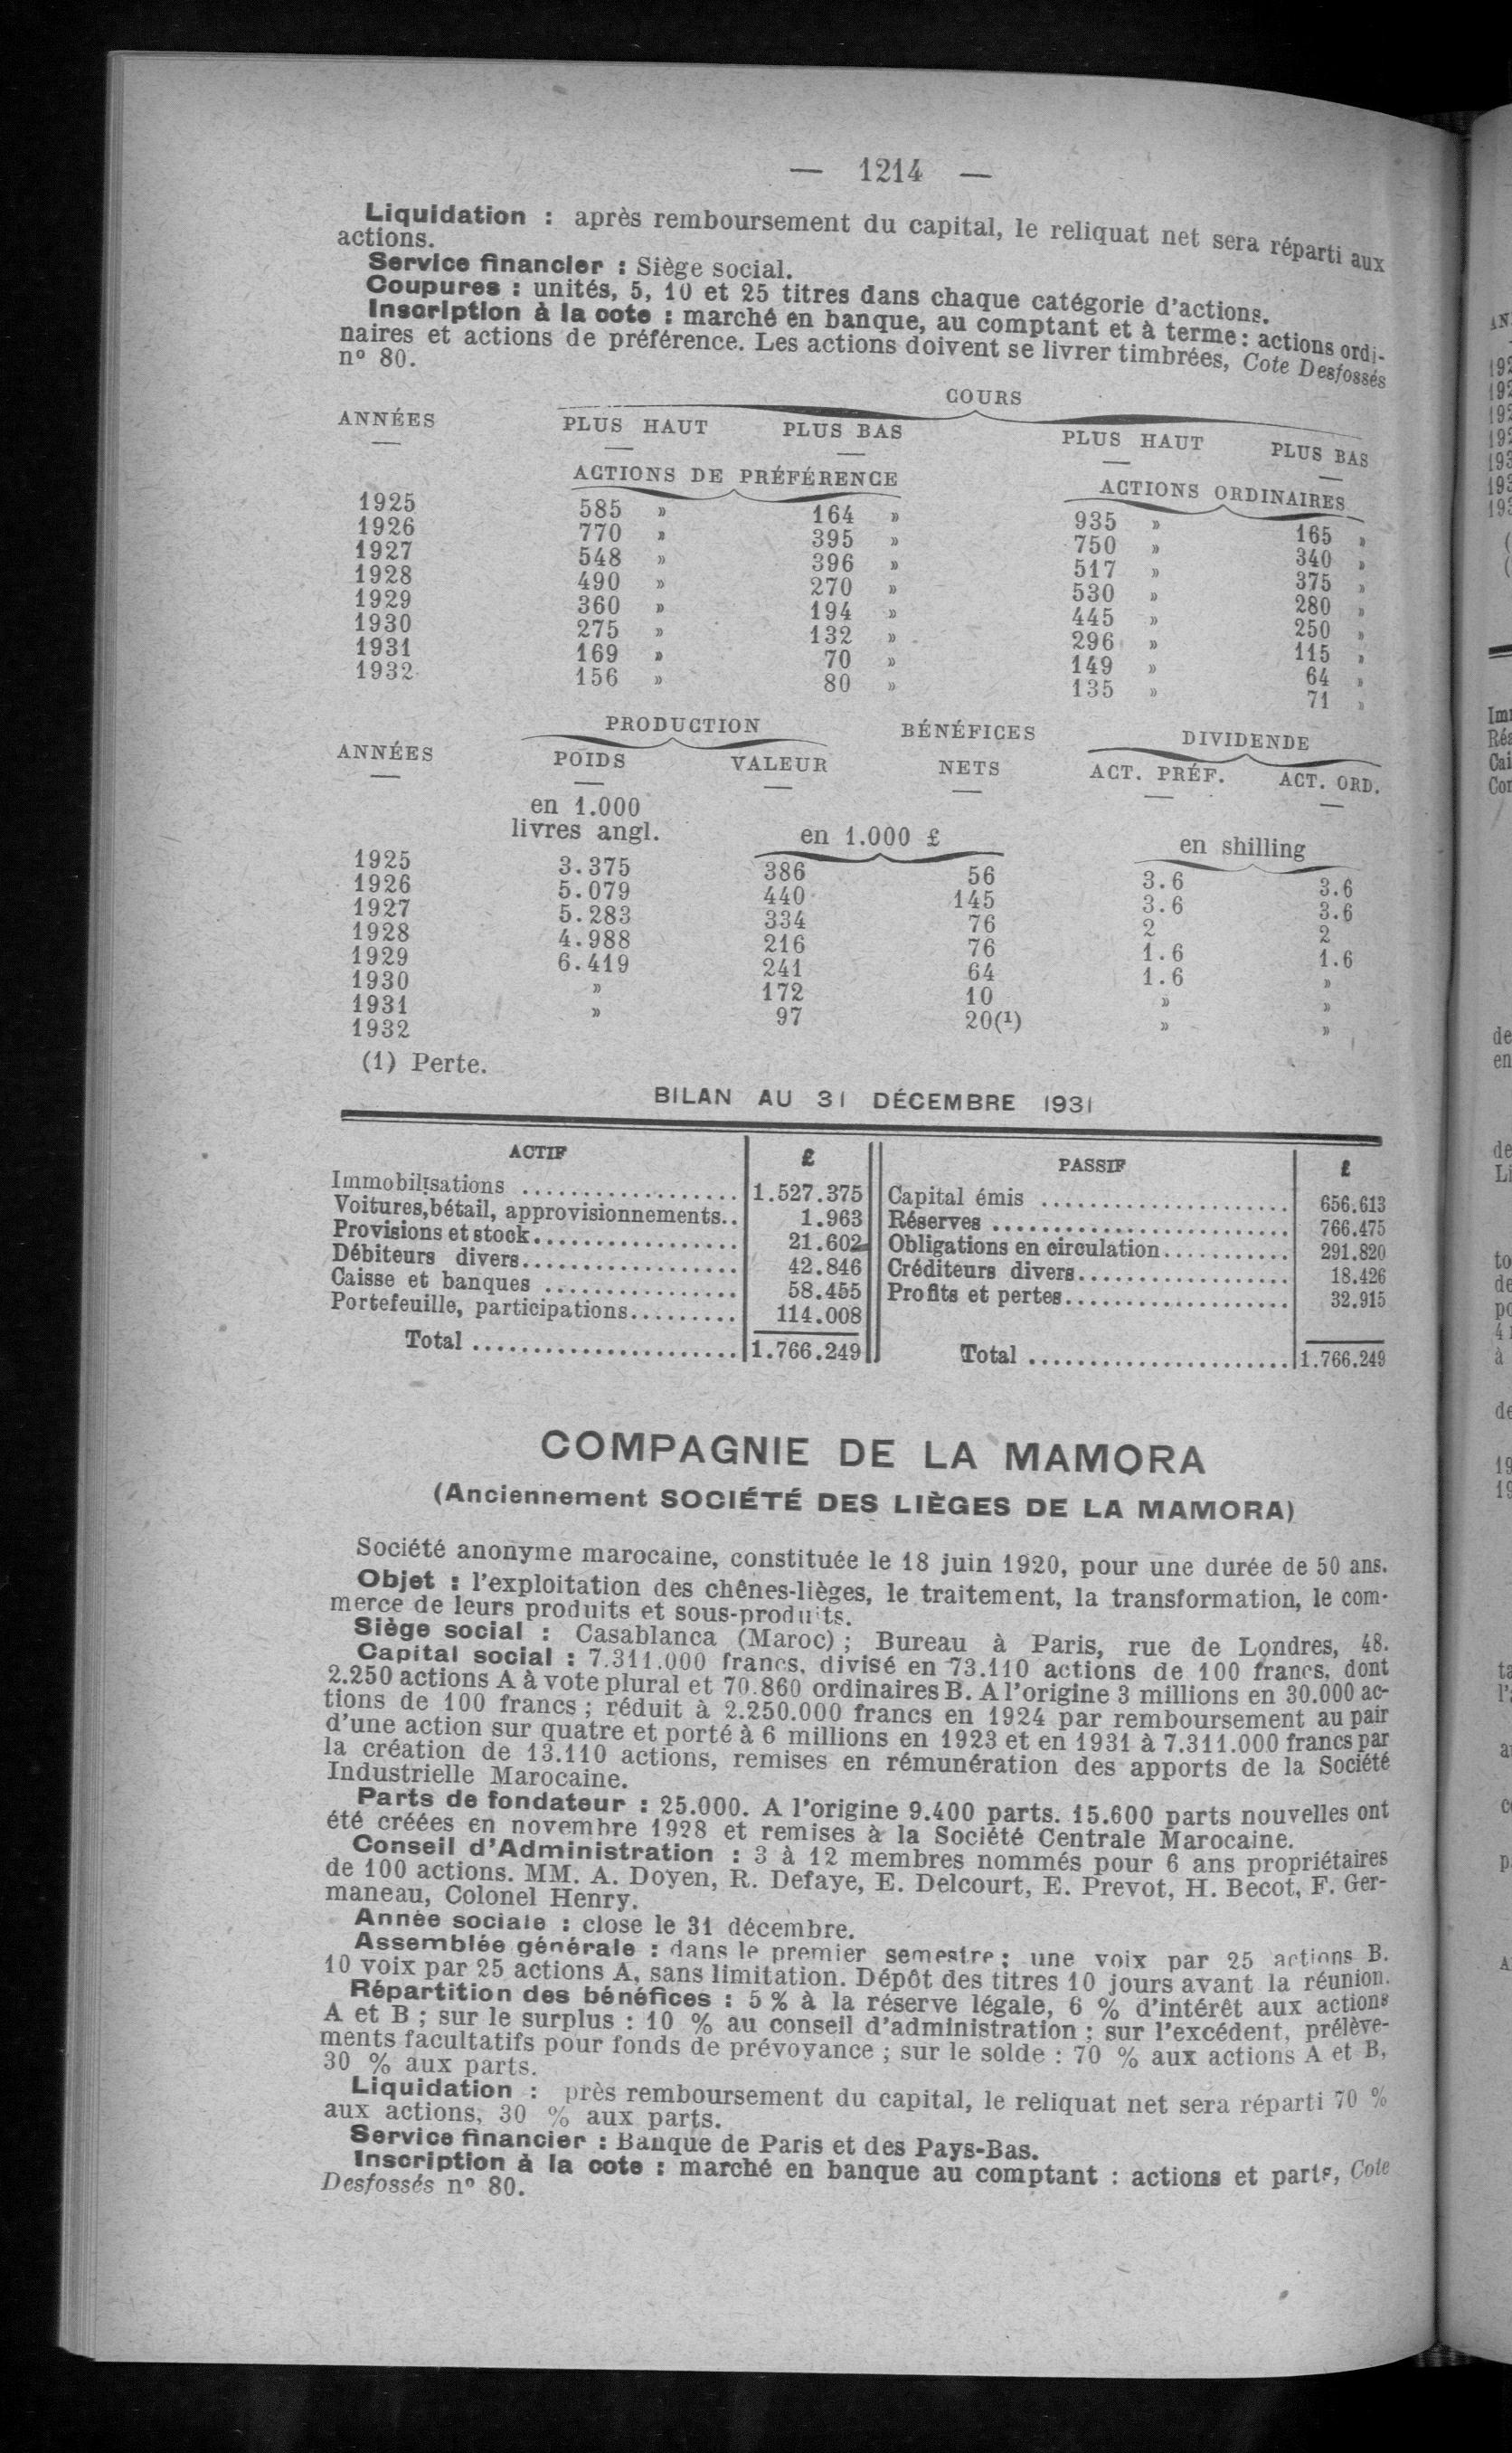 — 1214 —
Liquidation : après remboursement du capital, le reliquat net sera réparti aux
actions.
Service financier : Siège social.
Coupures : unités, 5, 10 et 25 titres dans chaque catégorie d'actions.
Inscription à la cote : marché en banque, au comptant et à terme : actions ordi-
naires et actions de préférence. Les actions doivent se livrer timbrées, Cote Desfossés
nº 80.
COURS
ANNÉES PLUS HAUT PLUS BAS PLUS HAUT PLUS BAS
ACTIONS DE PRÉFÉRENCE ACTIONS ORDINAIRES
1925 585 » 164 » 935 » 165 »
1926 770 » 395 » 750 » 340 »
1927 548 » 396 » 517 » 375 »
1928 490 » 270 » 530 » 280 »
1929 360 » 194 » 445 » 250 »
1930 275 » 132 » 296 » 115 »
1931 169 » 70 » 149 » 64 »
1932 156 » 80 » 135 » 71 »
PRODUCTION BÉNÉFICES DIVIDENDE
ANNÉES POIDS VALEUR NETS ACT. PRÉF. ACT. ORD.
en 1.000
livres angl. en 1.000 £ en shilling
1925 3.375 386 56 3.6 3.6
1926 5.079 440 145 3.6 3.6
1927 5.283 334 76 2 2
1928 4.988 216 76 1.6 1.6
1929 6.419 241 64 1.6 »
1930 » 172 10 » »
1931 » 97 20(1) » »
1932
(1) Perte.
BILAN AU 31 DÉCEMBRE 1931
ACTIF £ PASSIF £
Immobilisations .................. 1.527.375 Capital émis ..................... 656.613
Voitures, bétail, approvisionnements.. 1.963 Réserves ......................... 766.475
Provisions et stock................. 21.602 Obligations en circulation........... 291.820
Débiteurs divers.................. 42.846 Créditeurs divers.................. 18.426
Caisse et banques ................ 58.455 Profits et pertes................... 32.915
Portefeuille, participations......... 114.008
Total ...................... 1.766.249 Total ...................... 1.766.249
COMPAGNIE DE LA MAMORA
(Anciennement SOCIÉTÉ DES LIÈGES DE LA MAMORA)
Société anonyme marocaine, constituée le 18 juin 1920, pour une durée de 50 ans.
Objet : l'exploitation des chênes-lièges, le traitement, la transformation, le com-
merce de leurs produits et sous-produits.
Siège social : Casablanca (Maroc) ; Bureau à Paris, rue de Londres, 48.
Capital social : 7.311.000 francs, divisé en 73.110 actions de 100 francs, dont
2.250 actions A à vote plural et 70.860 ordinaires B. A l'origine 3 millions en 30.000 ac-
tions de 100 francs ; réduit à 2.250.000 francs en 1924 par remboursement au pair
d'une action sur quatre et porté à 6 millions en 1923 et en 1931 à 7.311.000 francs par
la création de 13.110 actions, remises en rémunération des apports de la Société
Industrielle Marocaine.
Parts de fondateur : 25.000. A l'origine 9.400 parts. 15.600 parts nouvelles ont
été créées en novembre 1928 et remises à la Société Centrale Marocaine.
Conseil d'Administration : 3 à 12 membres nommés pour 6 ans propriétaires
de 100 actions. MM. A. Doyen, R. Defaye, E. Delcourt, E. Prevot, H. Becot, F. Ger-
maneau, Colonel Henry.
Année sociale : close le 31 décembre.
Assemblée générale : dans le premier semestre ; une voix par 25 actions B.
10 voix par 25 actions A, sans limitation. Dépôt des titres 10 jours avant la réunion.
Répartition des bénéfices : 5 % à la réserve légale, 6 % d'intérêt aux actions
A et B ; sur le surplus : 10 % au conseil d'administration ; sur l'excédent, prélève-
ments facultatifs pour fonds de prévoyance ; sur le solde : 70 % aux actions A et B,
30 % aux parts.
Liquidation : près remboursement du capital, le reliquat net sera réparti 70 %
aux actions, 30 % aux parts.
Service financier : Banque de Paris et des Pays-Bas.
Inscription à la cote : marché en banque au comptant : actions et parts, Cote
Desfossés nº 80.